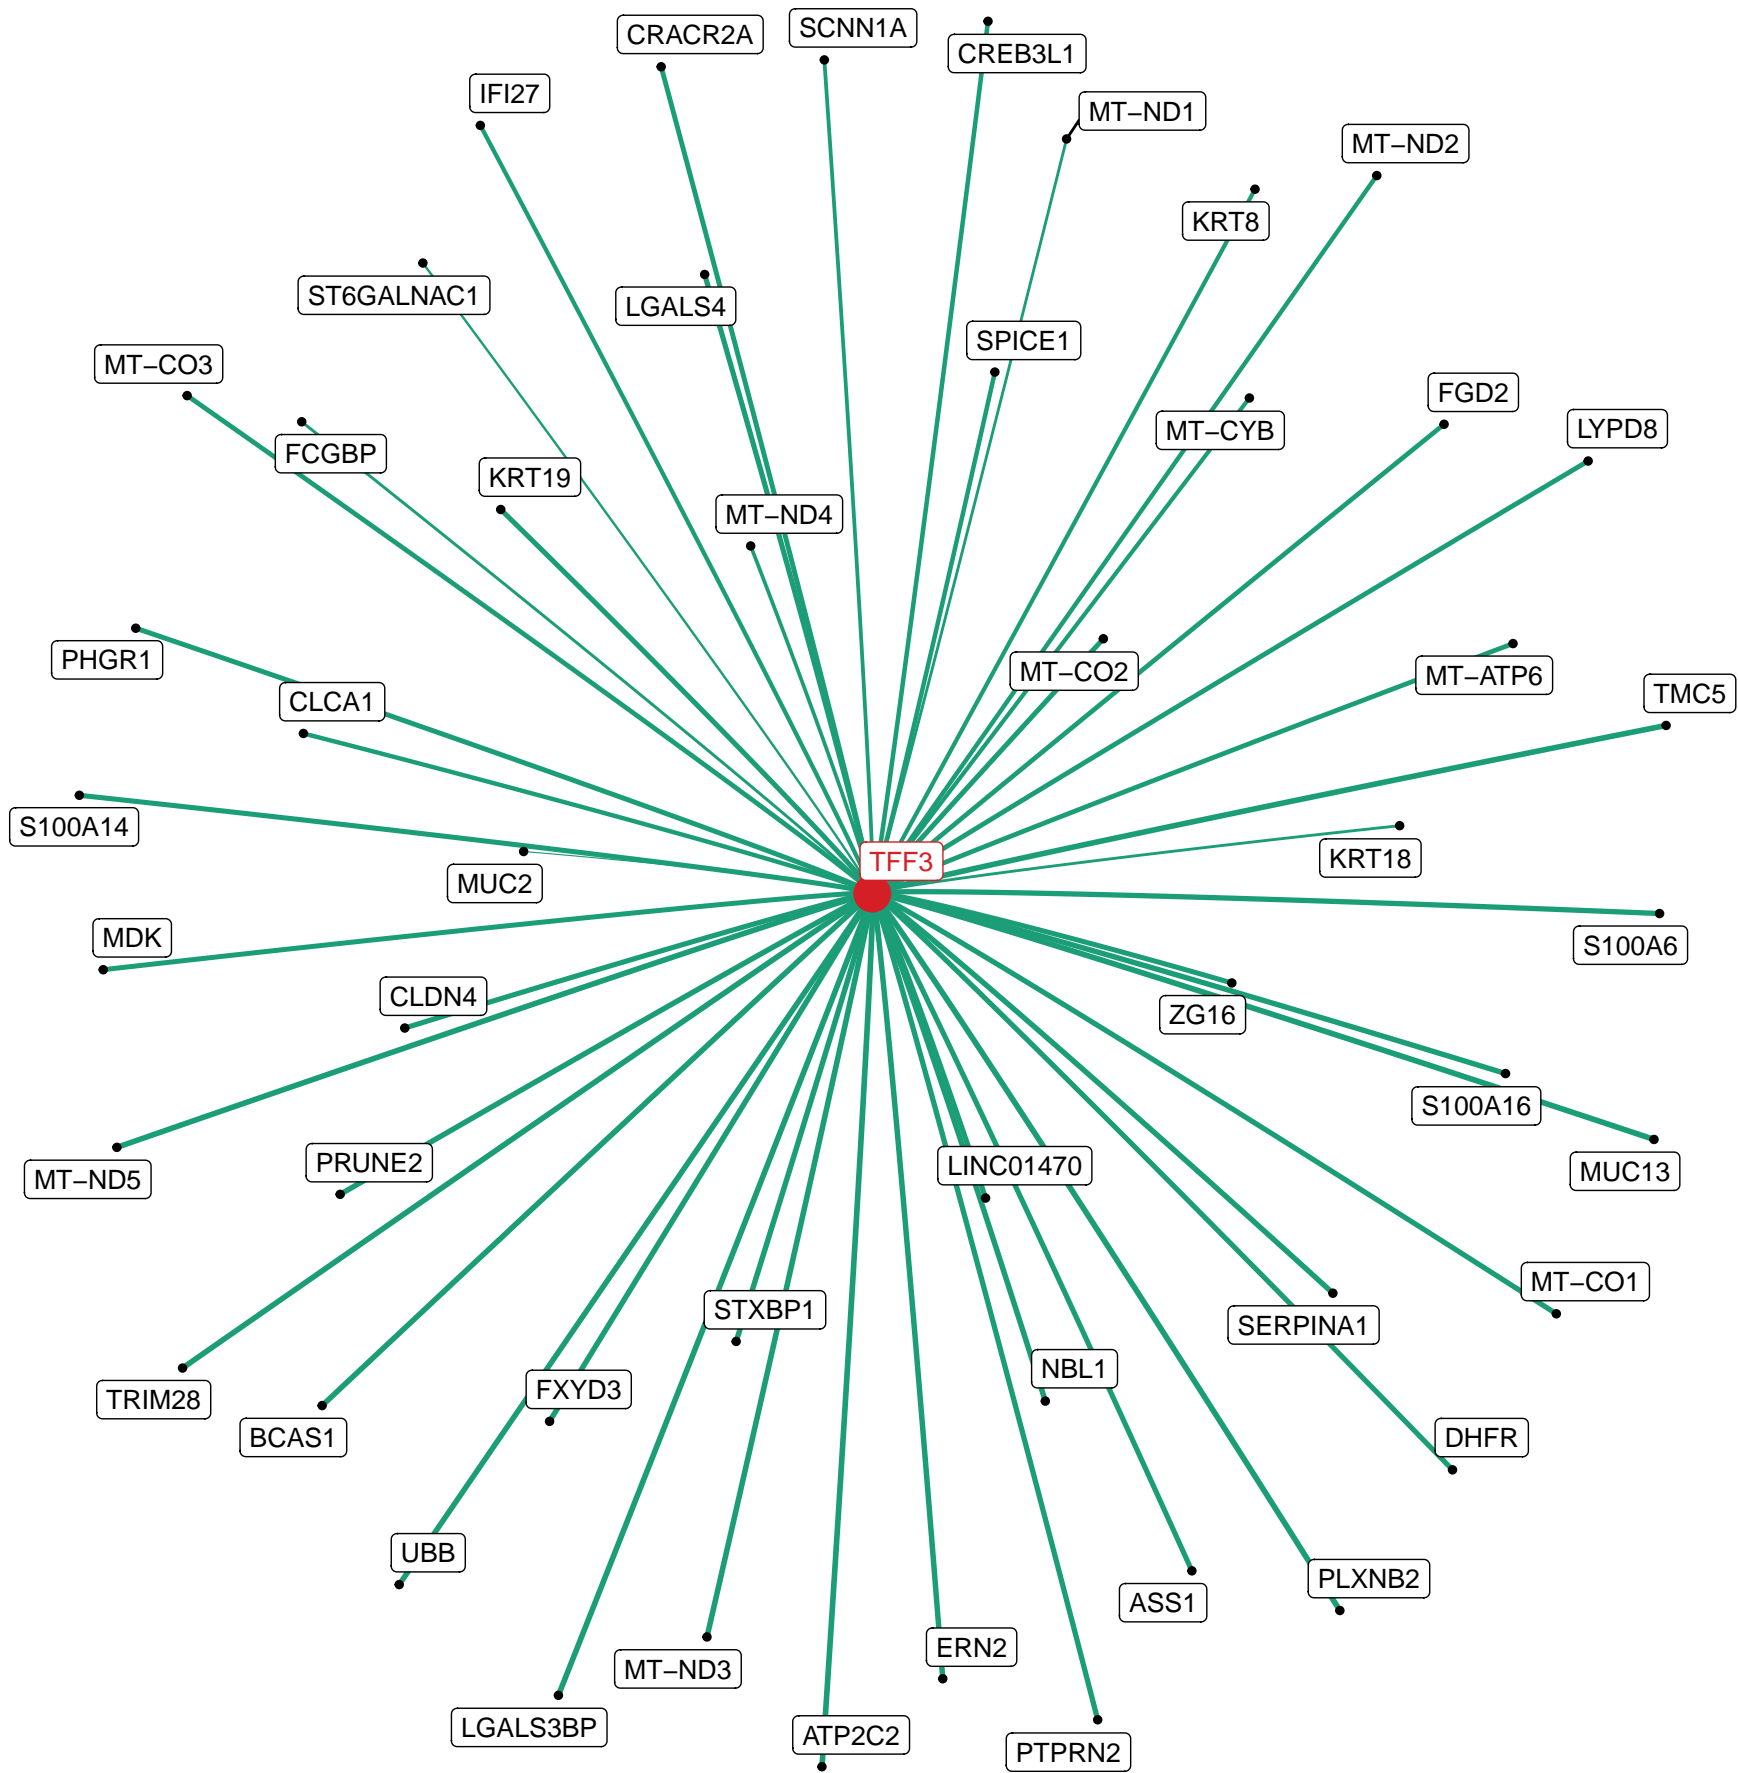 SCNN1A
CRACR2A
CREB3L1
IFI27
MT−ND1
MT−ND2
KRT8
ST6GALNAC1
LGALS4
SPICE1
MT−CO3
FGD2
LYPD8
MT−CYB
FCGBP
KRT19
MT−ND4
PHGR1
MT−CO2
MT−ATP6
TMC5
CLCA1
S100A14
KRT18
TFF3
MUC2
MDK
S100A6
CLDN4
ZG16
S100A16
PRUNE2
LINC01470
MUC13
MT−ND5
MT−CO1
STXBP1
SERPINA1
NBL1
FXYD3
TRIM28
BCAS1
DHFR
UBB
PLXNB2
ASS1
ERN2
MT−ND3
LGALS3BP
ATP2C2
PTPRN2